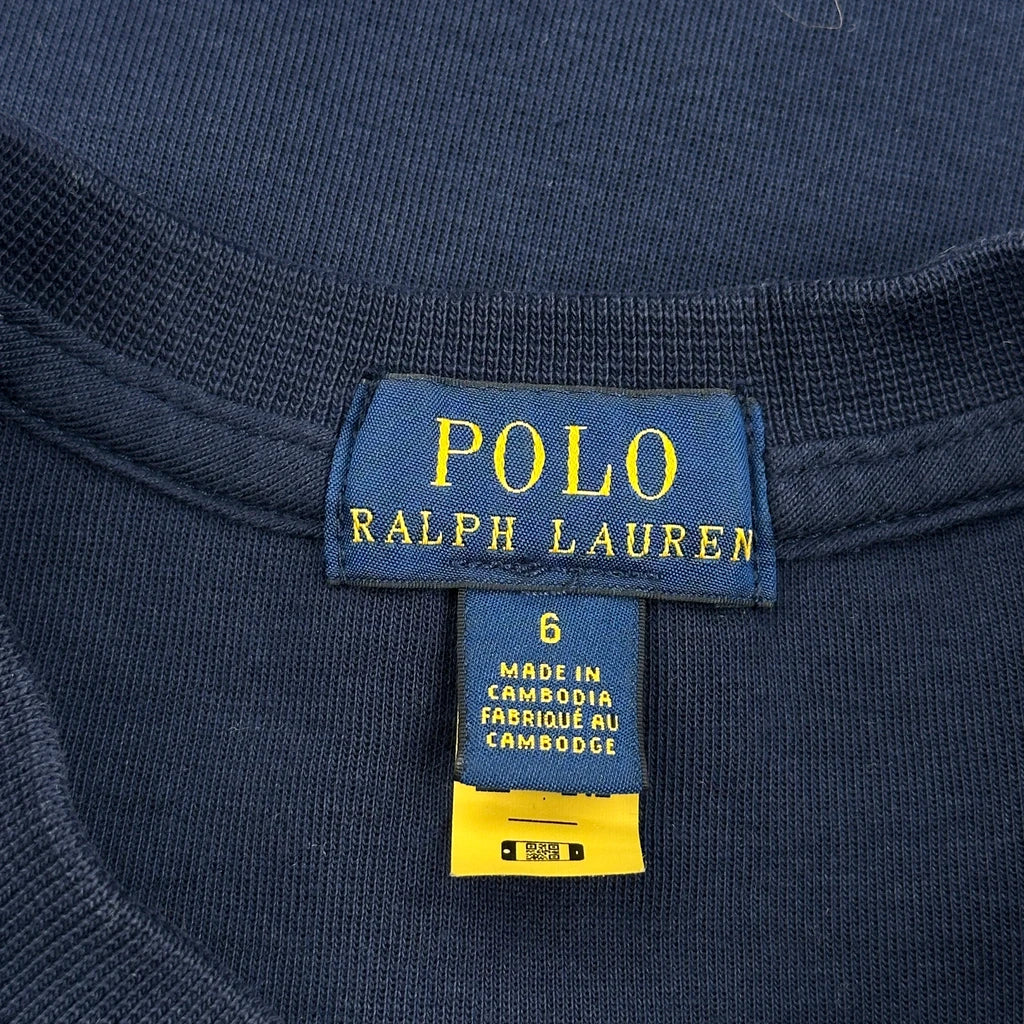 POLO
RALPH LAUREN
6
MADE IN
CAMBODIA
FABRIQUÉ AU
CAMBODGE